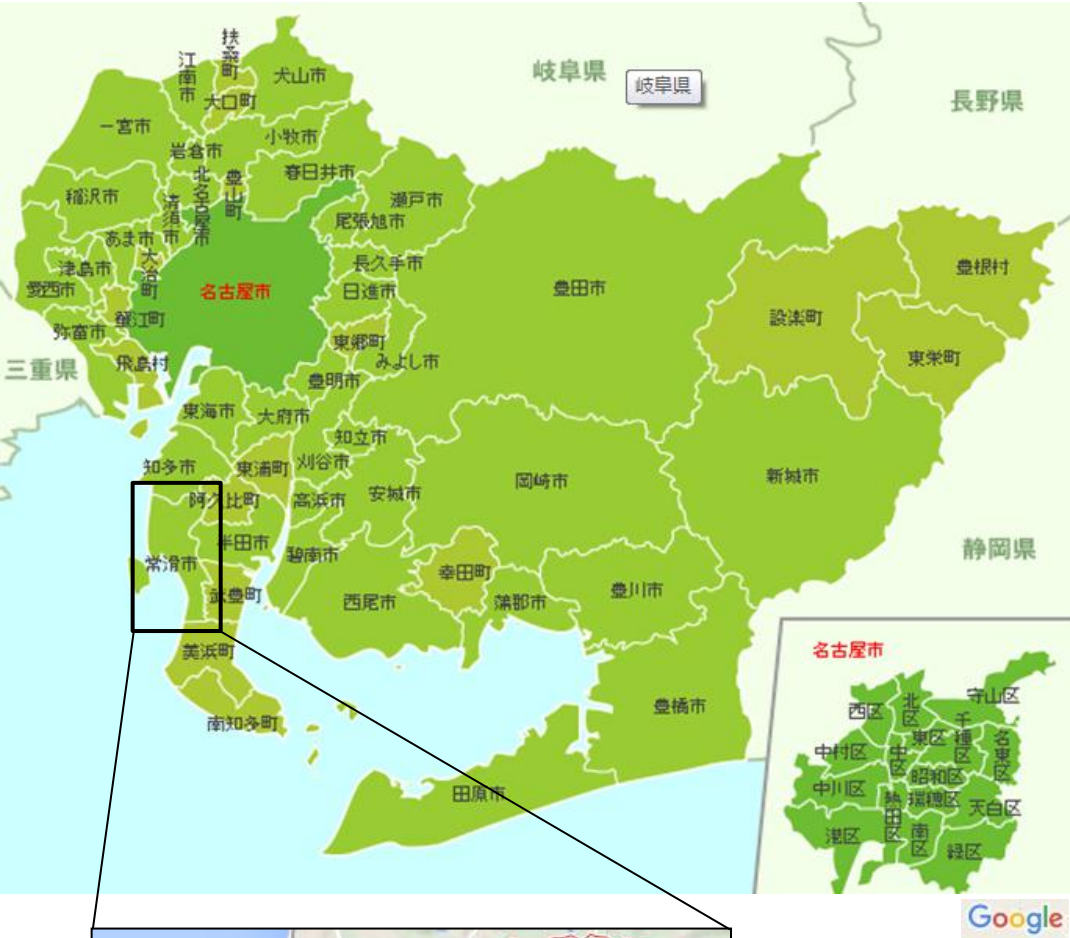 岐阜県
岐阜県
長野県
三重県
静岡県
扶桑町
江南市
犬山市
大口町
一宮市
小牧市
岩倉市
春日井市
豊山町
北名古屋市
稲沢市
清須市
瀬戸市
尾張旭市
あま市
大治町
津島市
長久手市
愛西市
名古屋市
日進市
豊田市
蟹江町
弥富市
東郷町
みよし市
飛島村
豊明市
設楽町
豊根村
東栄町
東海市
大府市
知立市
知多市
東浦町
刈谷市
阿久比町
高浜市
安城市
岡崎市
新城市
半田市
碧南市
常滑市
武豊町
西尾市
幸田町
蒲郡市
豊川市
美浜町
南知多町
豊橋市
田原市
名古屋市
守山区
西区
北区
千種区
名東区
東区
中村区
中区
昭和区
中川区
熱田区
瑞穂区
天白区
港区
南区
緑区
Google